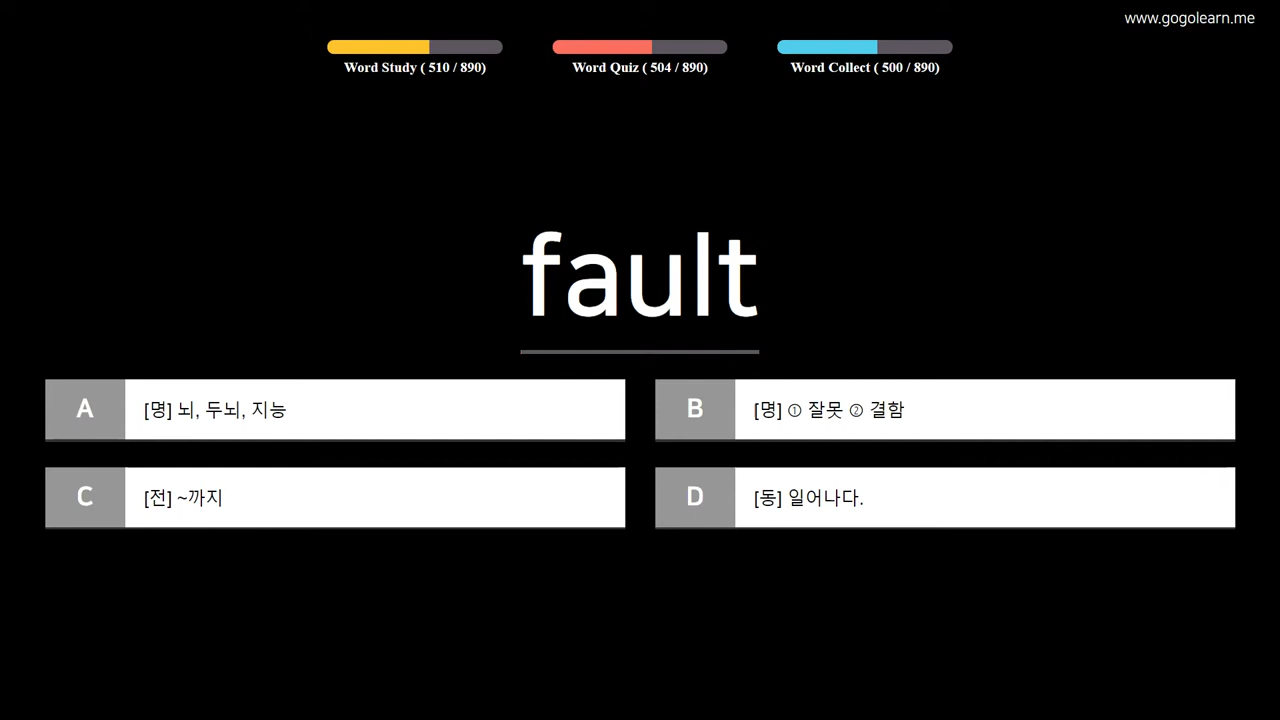 www.gogolearn.me
Word Study ( 510 / 890)
Word Quiz ( 504 / 890)
Word Collect ( 500 / 890)
fault
A [명] 뇌, 두뇌, 지능
B [명] ① 잘못 ② 결함
C [전] ~까지
D [동] 일어나다.